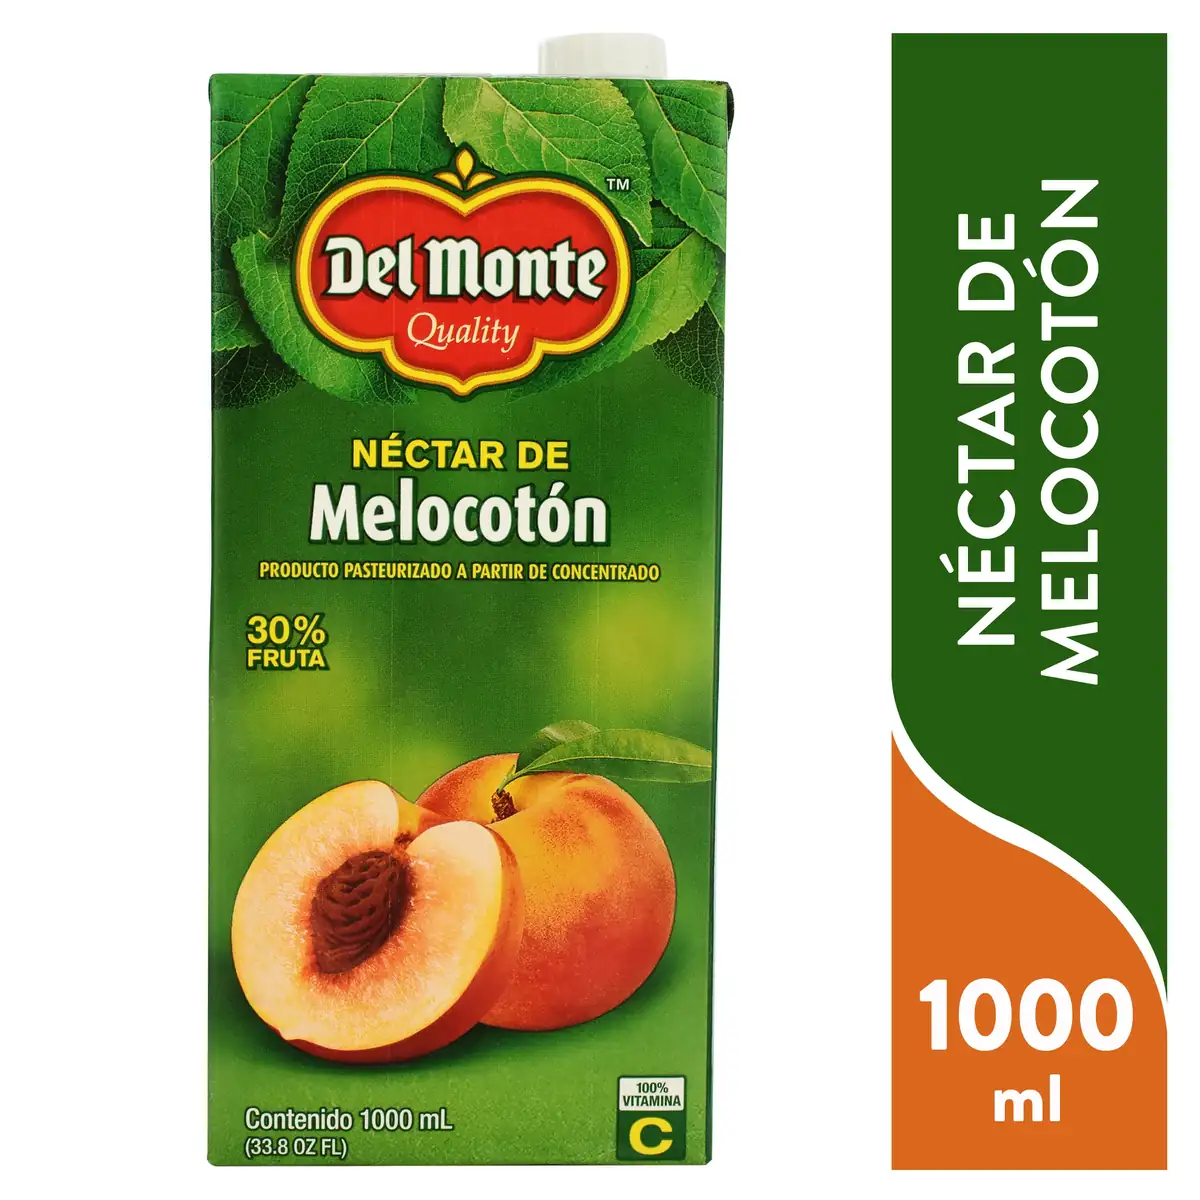 Del Monte
TM
Quality
NÉCTAR DE
Melocotón
PRODUCTO PASTEURIZADO A PARTIR DE CONCENTRADO
30%
FRUTA
Contenido 1000 mL
(33.8 OZ FL)
100%
VITAMINA
C
NÉCTAR DE
MELOCOTÓN
1000
ml